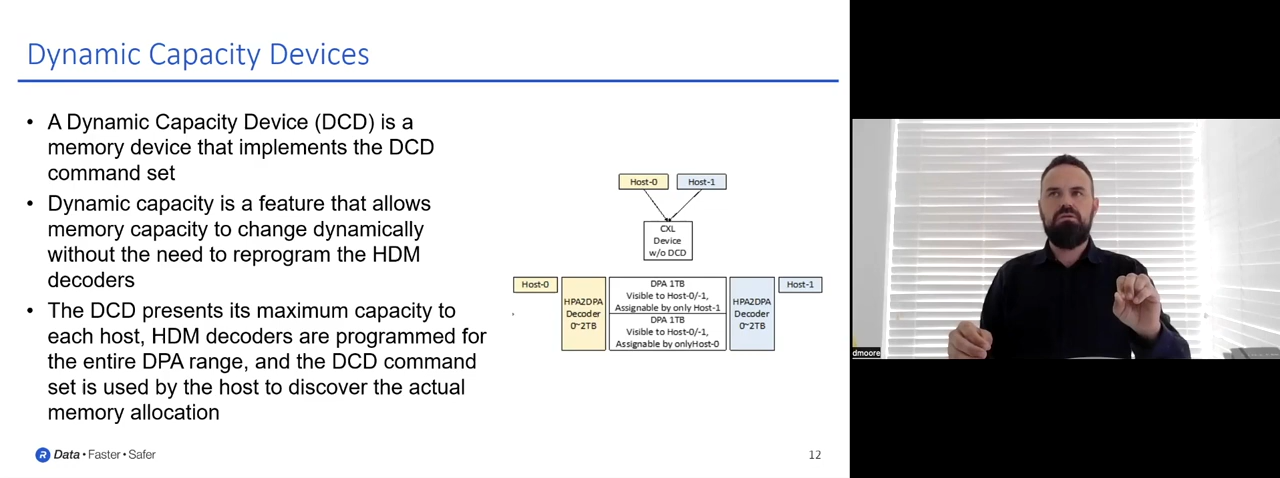 Dynamic Capacity Devices
• A Dynamic Capacity Device (DCD) is a
memory device that implements the DCD
command set
• Dynamic capacity is a feature that allows
memory capacity to change dynamically
without the need to reprogram the HDM
decoders
• The DCD presents its maximum capacity to
each host, HDM decoders are programmed for
the entire DPA range, and the DCD command
set is used by the host to discover the actual
memory allocation
Host-0
Host-1
CXL
Device
w/o DCD
Host-0
HPA2DPA
Decoder
0~2TB
DPA 1TB
Visible to Host-0/-1,
Assignable by only Host-1
DPA 1TB
Visible to Host-0/-1,
Assignable by onlyHost-0
HPA2DPA
Decoder
0~2TB
Host-1
R Data • Faster • Safer
12
dmoore